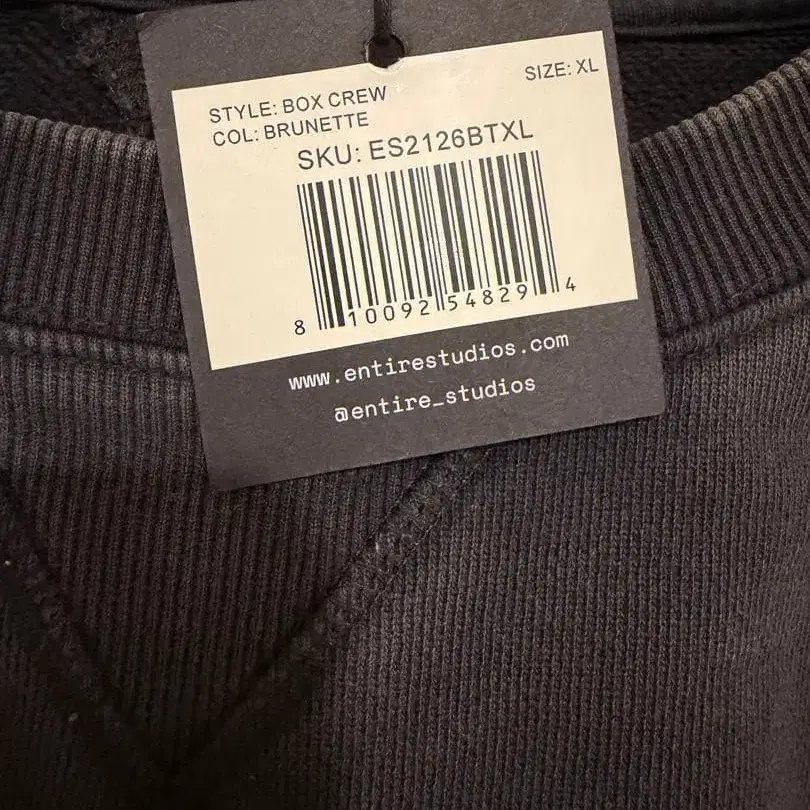 STYLE: BOX CREW
SIZE: XL
COL: BRUNETTE
SKU: ES2126BTXL
8 10092 54829 4
www.entirestudios.com
@entire_studios